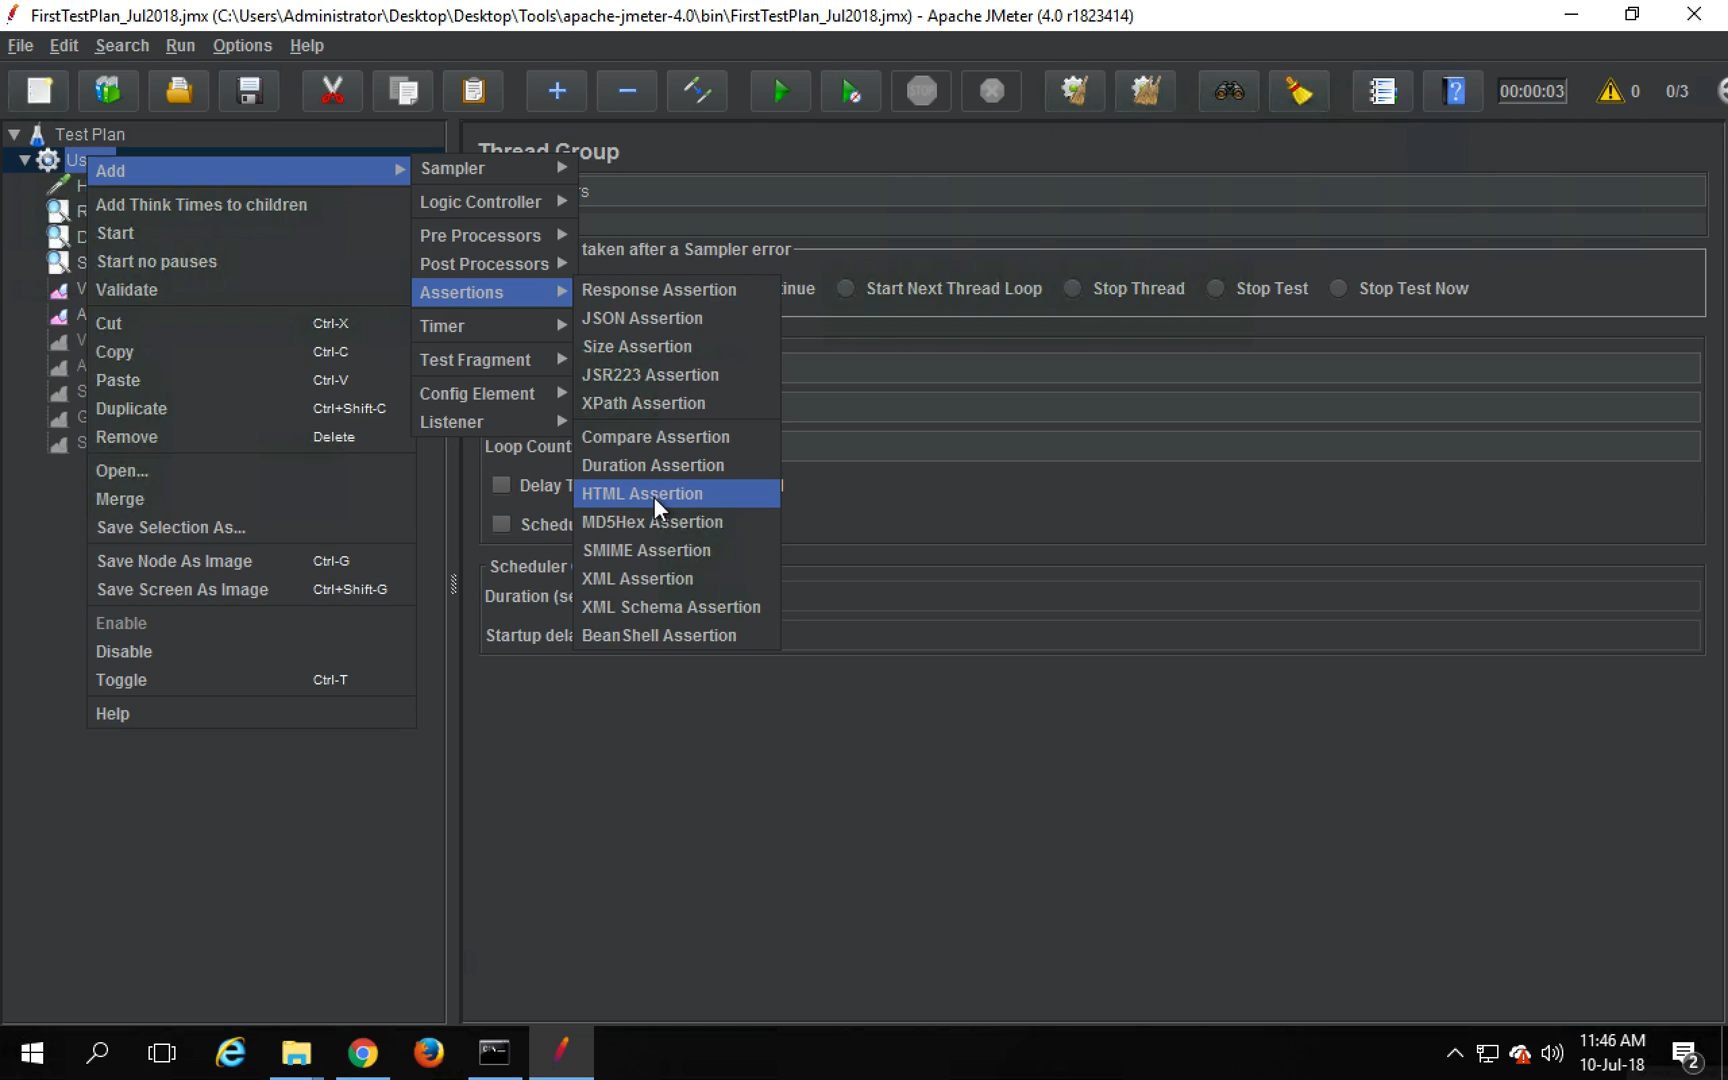 FirstTestPlan_Jul2018.jmx (C:\Users\Administrator\Desktop\Desktop\Tools\apache-jmeter-4.0\bin\FirstTestPlan_Jul2018.jmx) - Apache JMeter (4.0 r1823414)
File Edit Search Run Options Help
STOP
00:00:03 0 0/3
Test Plan
Us
Thread Group
Add
Add Think Times to children
Start
Start no pauses
Validate
Cut Ctrl-X
Copy Ctrl-C
Paste Ctrl-V
Duplicate Ctrl+Shift-C
Remove Delete
Open...
Merge
Save Selection As...
Save Node As Image Ctrl-G
Save Screen As Image Ctrl+Shift-G
Enable
Disable
Toggle Ctrl-T
Help
Sampler
Logic Controller
Pre Processors
Post Processors
Assertions
Timer
Test Fragment
Config Element
Listener
Response Assertion
JSON Assertion
Size Assertion
JSR223 Assertion
XPath Assertion
Compare Assertion
Duration Assertion
HTML Assertion
MD5Hex Assertion
SMIME Assertion
XML Assertion
XML Schema Assertion
BeanShell Assertion
s
taken after a Sampler error
inue Start Next Thread Loop Stop Thread Stop Test Stop Test Now
Loop Count
Delay T
Schedu
Scheduler
Duration (se
Startup dela
11:46 AM
10-Jul-18
2